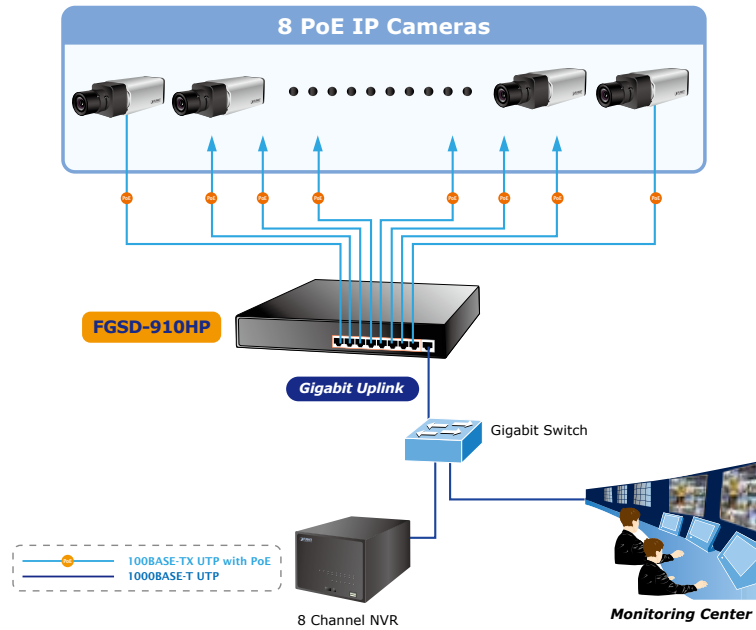 8 PoE IP Cameras
PoE
PoE
PoE
PoE
PoE
PoE
PoE
PoE
FGSD-910HP
Gigabit Uplink
Gigabit Switch
PoE
100BASE-TX UTP with PoE
1000BASE-T UTP
8 Channel NVR
Monitoring Center